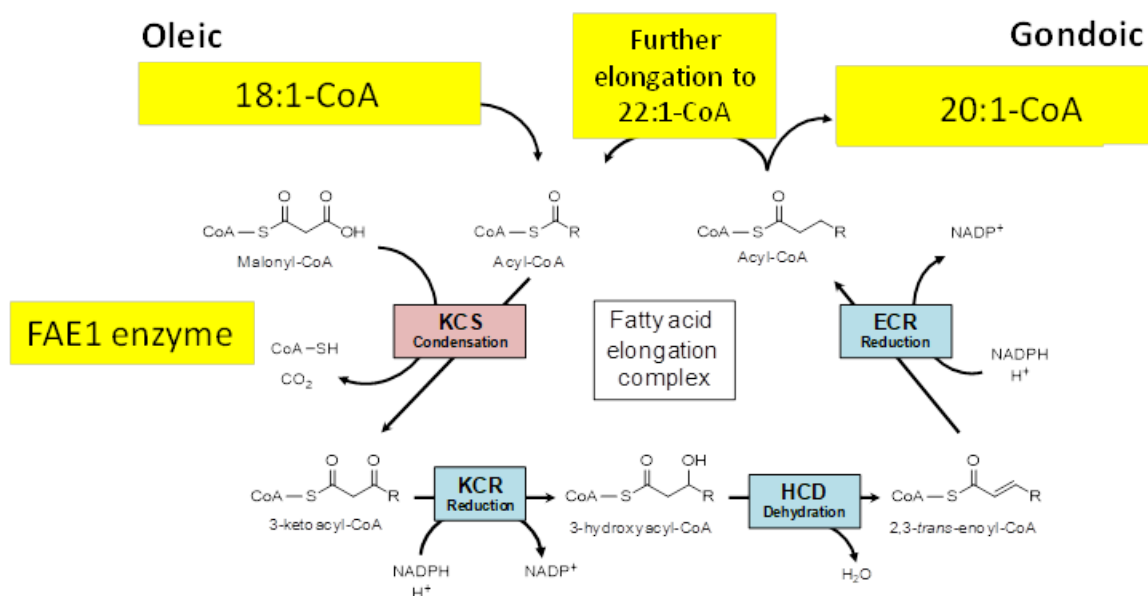 Oleic
18:1-CoA
Further
elongation to
22:1-CoA
Gondoic
20:1-CoA
O
O
CoA—S
OH
Malonyl-CoA
O
CoA—S
R
Acyl-CoA
O
CoA—S
R
Acyl-CoA
NADP+
FAE1 enzyme
KCS
Condensation
CoA–SH
CO2
Fatty acid
elongation
complex
ECR
Reduction
NADPH
H+
O
O
CoA—S
R
3-ketoacyl-CoA
KCR
Reduction
NADPH
H+
NADP+
O
OH
CoA—S
R
3-hydroxyacyl-CoA
HCD
Dehydration
H2O
O
CoA—S
R
2,3-trans-enoyl-CoA